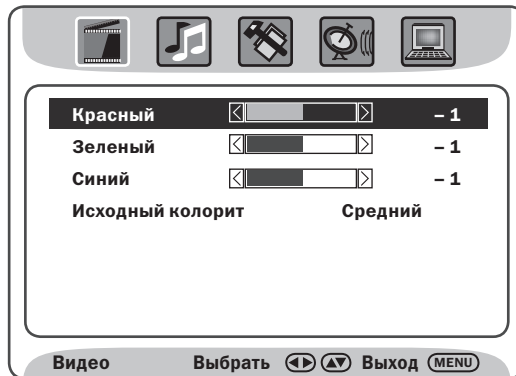 Красный – 1
Зеленый – 1
Синий – 1
Исходный колорит Средний
Видео Выбрать Выход MENU